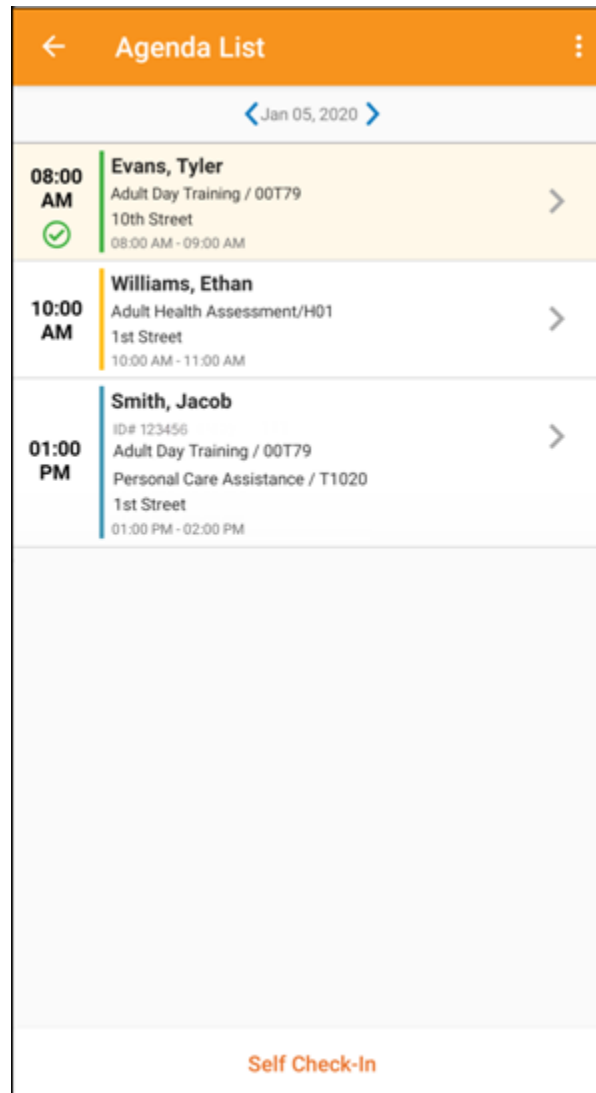 Agenda List
Jan 05, 2020
08:00
AM
Evans, Tyler
Adult Day Training / 00T79
10th Street
08:00 AM - 09:00 AM
10:00
AM
Williams, Ethan
Adult Health Assessment/H01
1st Street
10:00 AM - 11:00 AM
01:00
PM
Smith, Jacob
ID# 123456
Adult Day Training / 00T79
Personal Care Assistance / T1020
1st Street
01:00 PM - 02:00 PM
Self Check-In